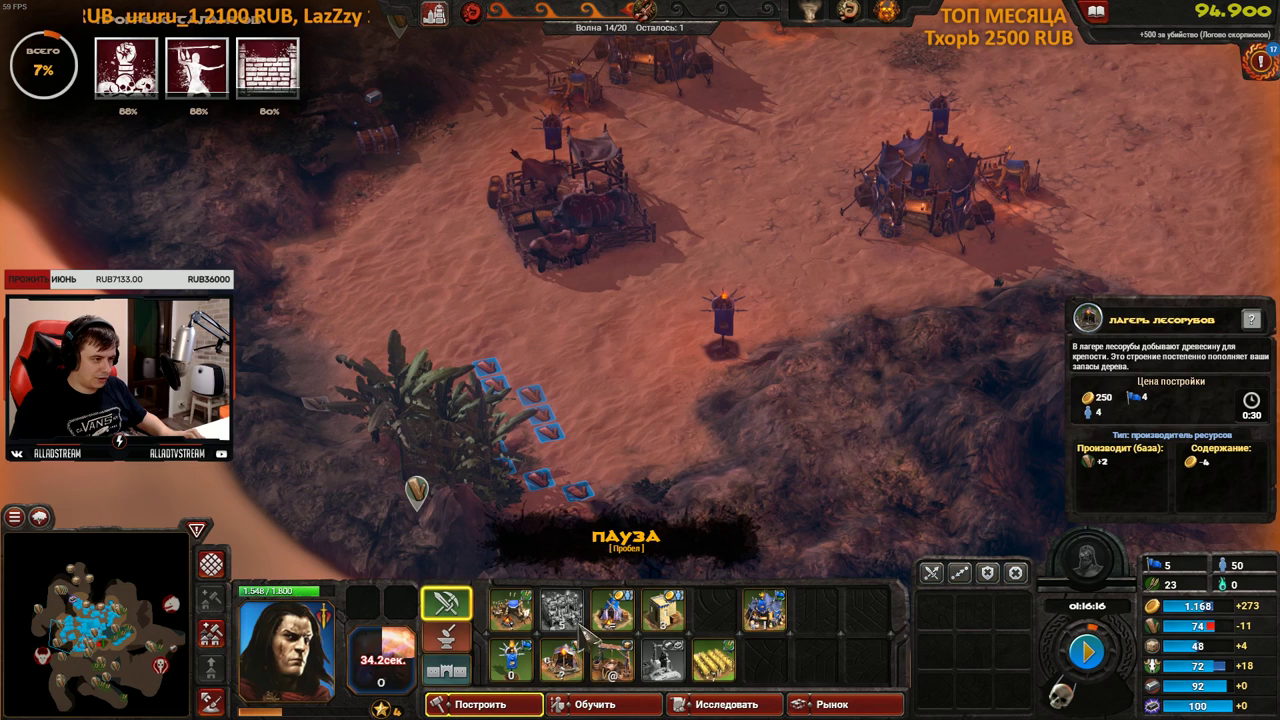 59 FPS
RUB, ururu_1 2100 RUB, LazZzy :
Волна 14/20 Осталось: 1
ТОП МЕСЯЦА
Txopb 2500 RUB
94.900
+500 за убийство (Логово скорпионов)
17
ВСЕГО
7%
88%
88%
80%
ПРОЖИТЬ ИЮНЬ
RUB7133.00
RUB36000
VANS
ALLADSTREAM
ALLADTVSTREAM
ЛАГЕРЬ ЛЕСОРУБОВ
?
В лагере лесорубы добывают древесину для
крепости. Это строение постепенно пополняет ваши
запасы дерева.
Цена постройки
250
4
4
0:30
Тип: производитель ресурсов
Производит (база):
Содержание:
+2
-4
ПАУЗА
[Пробел]
1.548 / 1.800
34.2сек.
0
4
Построить
Обучить
Исследовать
Рынок
5
50
23
0
01:16:16
1.168 +273
74 -11
48 +4
72 +18
92 +0
100 +0